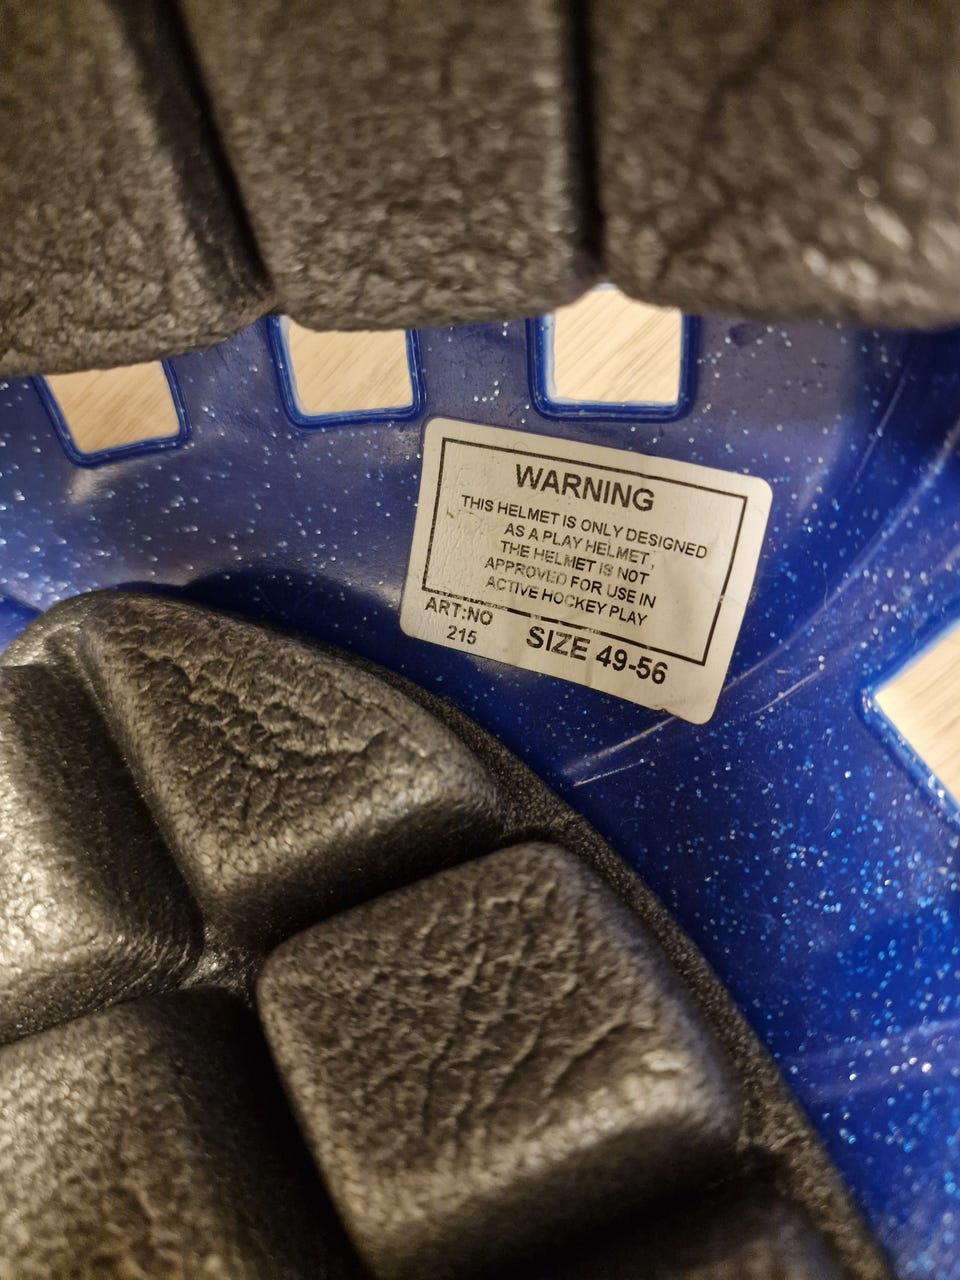 WARNING
THIS HELMET IS ONLY DESIGNED
AS A PLAY HELMET,
THE HELMET IS NOT
APPROVED FOR USE IN
ACTIVE HOCKEY PLAY
ART:NO
215
SIZE 49-56